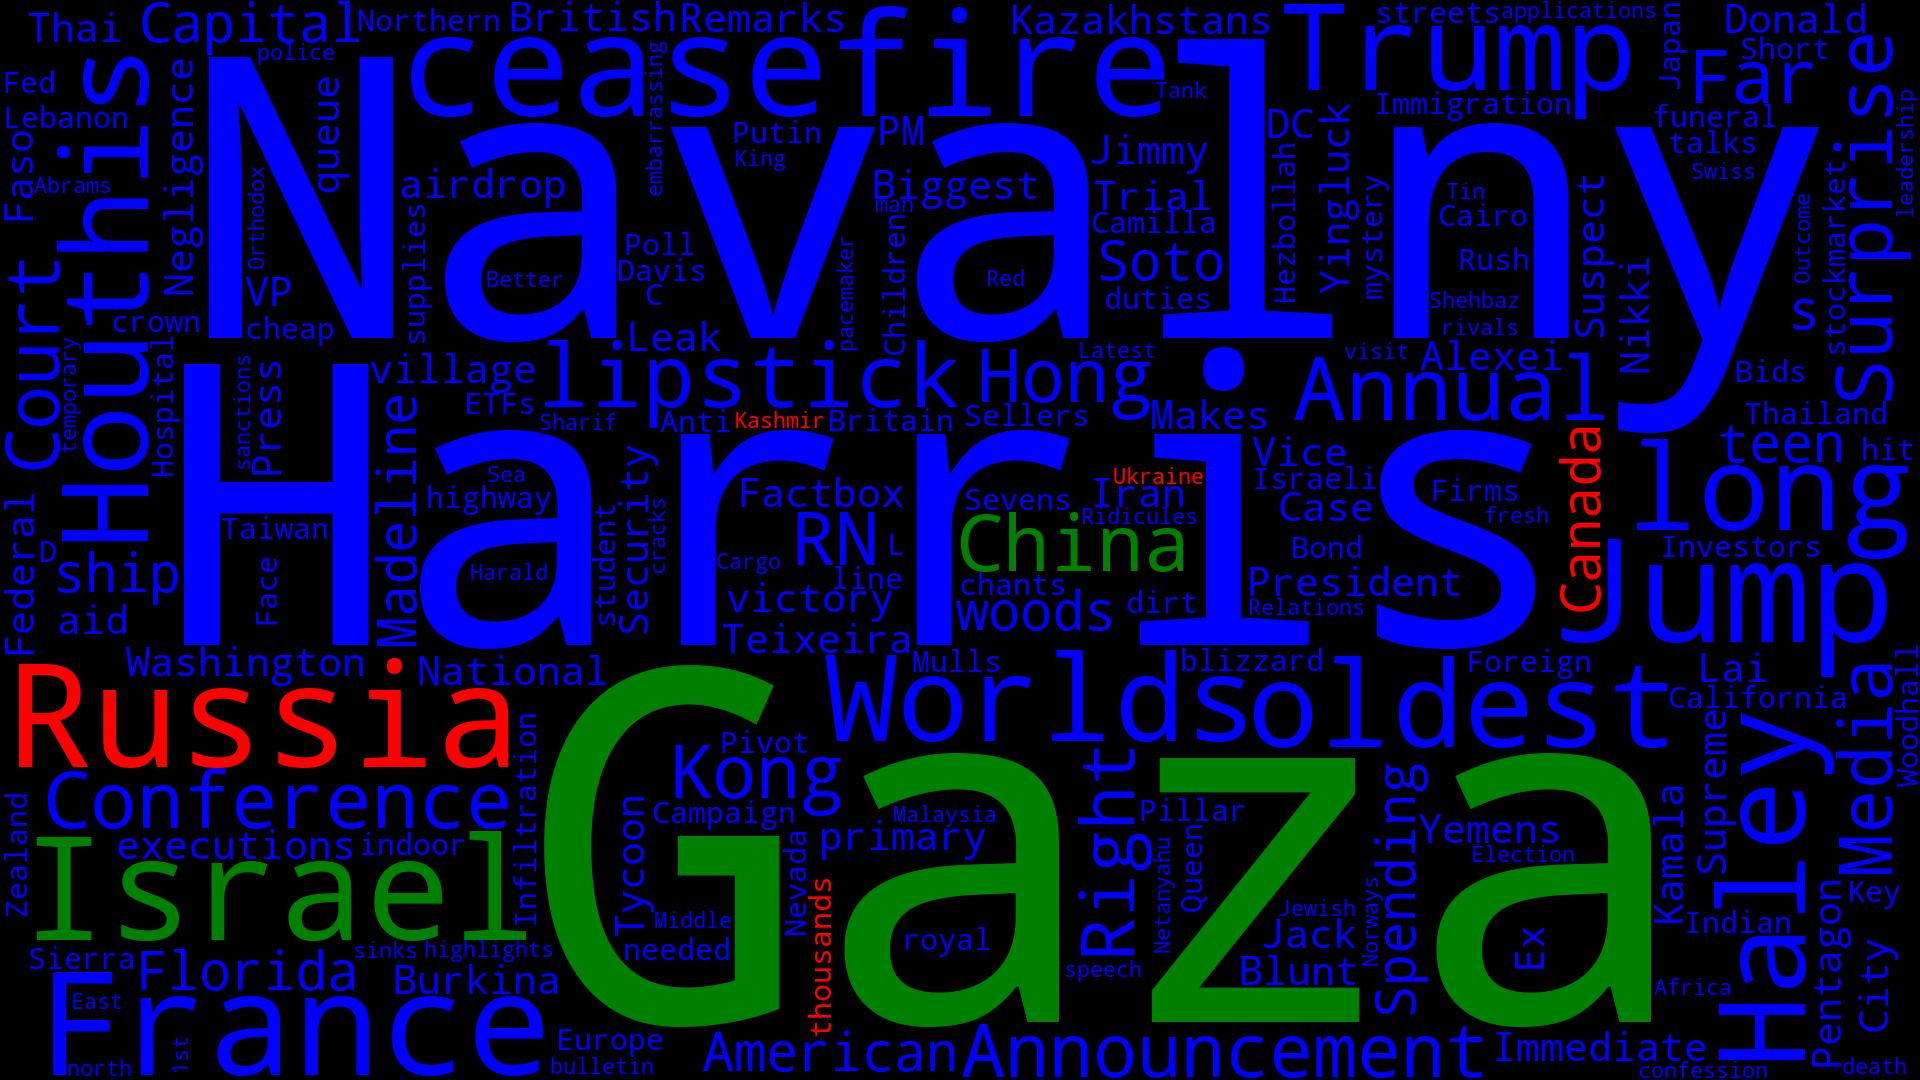 Thai Capital Northern British Remarks Kazakhstans streets applications Donald
police ceasefire Trump Japan Short
Fed Houthis Negligence queue embarrassing Tank Far Surprise
Lebanon Navalny Immigration funeral leadership
Faso Putin PM DC talks
Abrams King Jimmy Yingluck Swiss
airdrop Biggest Trial Hezbollah mystery Tin
Orthodox man Camilla Cairo Suspect Outcome
Court supplies Poll Children Soto Rush stockmarket
VP Better Davis pacemaker Red duties Shehbaz Nikki
crown cheap C rivals s
temporary Hospital Leak Latest visit Alexei
village lipstick Hong Annual Bids
sanctions Press ETFs Makes
Madeline Sharif Anti Kashmir Britain Sellers Canada Thailand
Harris Vice teen hit
Sea Ukraine Israeli long
Federal highway Security Factbox Sevens Iran Case Firms
Taiwan student cracks RN L China Ridicules fresh
D Bond Investors
ship Face Harald Cargo line chants President Jump
aid victory woods dirt Relations
Teixeira
Washington National Mulls blizzard Foreign Lai
Russia Worldsoldest California Woodhall
Infiltration Pivot Supreme Media
Conference Kong Right Spending Haley
Zealand Tycoon Campaign Malaysia Pillar Kamala
executions indoor Nevada primary Yemens
Israel Gaza Netanyahu Queen Election
thousands Norways Key
Middle Jewish Indian Pentagon
sinks highlights needed royal Jack Ex City
Sierra Florida Burkina speech Blunt Africa
East
France
1st Europe American Announcement Immediate
north bulletin confession death